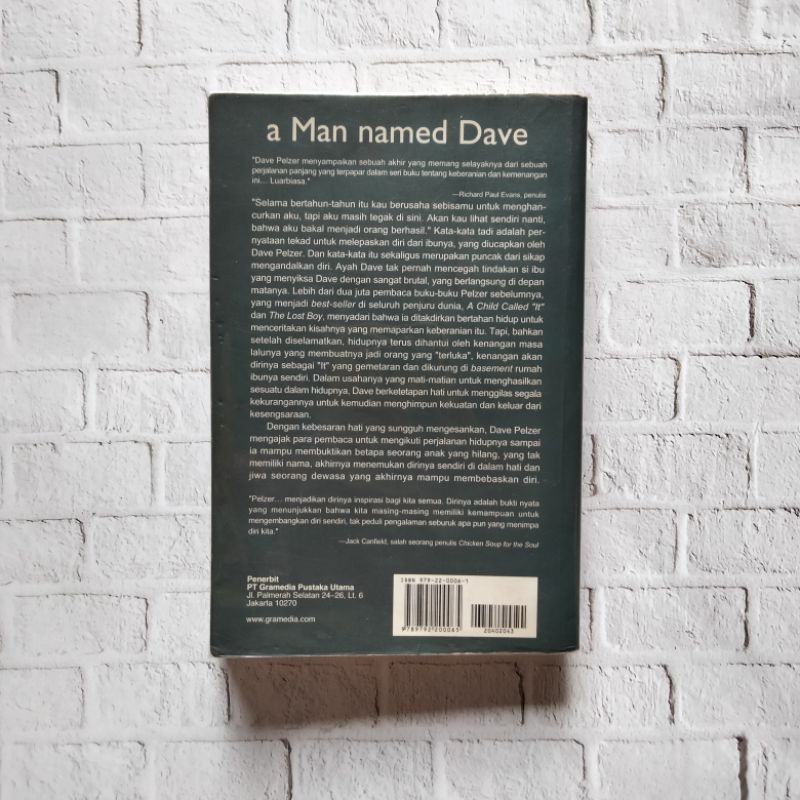 a Man named Dave
"Dave Pelzer menyampaikan sebuah akhir yang memang selayaknya dari sebuah
perjalanan panjang yang terpapar dalam seri buku tentang keberanian dan kemenangan
ini... Luarbiasa."
—Richard Paul Evans, penulis
"Selama bertahun-tahun itu kau berusaha sebisamu untuk menghan-
curkan aku, tapi aku masih tegak di sini. Akan kau lihat sendiri nanti,
bahwa aku bakal menjadi orang berhasil." Kata-kata tadi adalah per-
nyataan tekad untuk melepaskan diri dari ibunya, yang diucapkan oleh
Dave Pelzer. Dan kata-kata itu sekaligus merupakan puncak dari sikap
mengandalkan diri. Ayah Dave tak pernah mencegah tindakan si ibu
yang menyiksa Dave dengan sangat brutal, yang berlangsung di depan
matanya. Lebih dari dua juta pembaca buku-buku Pelzer sebelumnya,
yang menjadi best-seller di seluruh penjuru dunia, A Child Called "It"
dan The Lost Boy, menyadari bahwa ia ditakdirkan bertahan hidup untuk
menceritakan kisahnya yang memaparkan keberanian itu. Tapi, bahkan
setelah diselamatkan, hidupnya terus dihantui oleh kenangan masa
lalunya yang membuatnya jadi orang yang "terluka", kenangan akan
dirinya sebagai "It" yang gemetaran dan dikurung di basement rumah
ibunya sendiri. Dalam usahanya yang mati-matian untuk menghasilkan
sesuatu dalam hidupnya, Dave berketetapan hati untuk menggilas segala
kekurangannya untuk kemudian menghimpun kekuatan dan keluar dari
kesengsaraan.
Dengan kebesaran hati yang sungguh mengesankan, Dave Pelzer
mengajak para pembaca untuk mengikuti perjalanan hidupnya sampai
ia mampu membuktikan betapa seorang anak yang hilang, yang tak
memiliki nama, akhirnya menemukan dirinya sendiri di dalam hati dan
jiwa seorang dewasa yang akhirnya mampu membebaskan diri.
"Pelzer... menjadikan dirinya inspirasi bagi kita semua. Dirinya adalah bukti nyata
yang menunjukkan bahwa kita masing-masing memiliki kemampuan untuk
mengembangkan diri sendiri, tak peduli pengalaman seburuk apa pun yang menimpa
diri kita."
—Jack Canfield, salah seorang penulis Chicken Soup for the Soul
Penerbit
PT Gramedia Pustaka Utama
Jl. Palmerah Selatan 24-26, Lt. 6
Jakarta 10270
www.gramedia.com
ISBN 979-22-0006-1
9789792200065
20402043